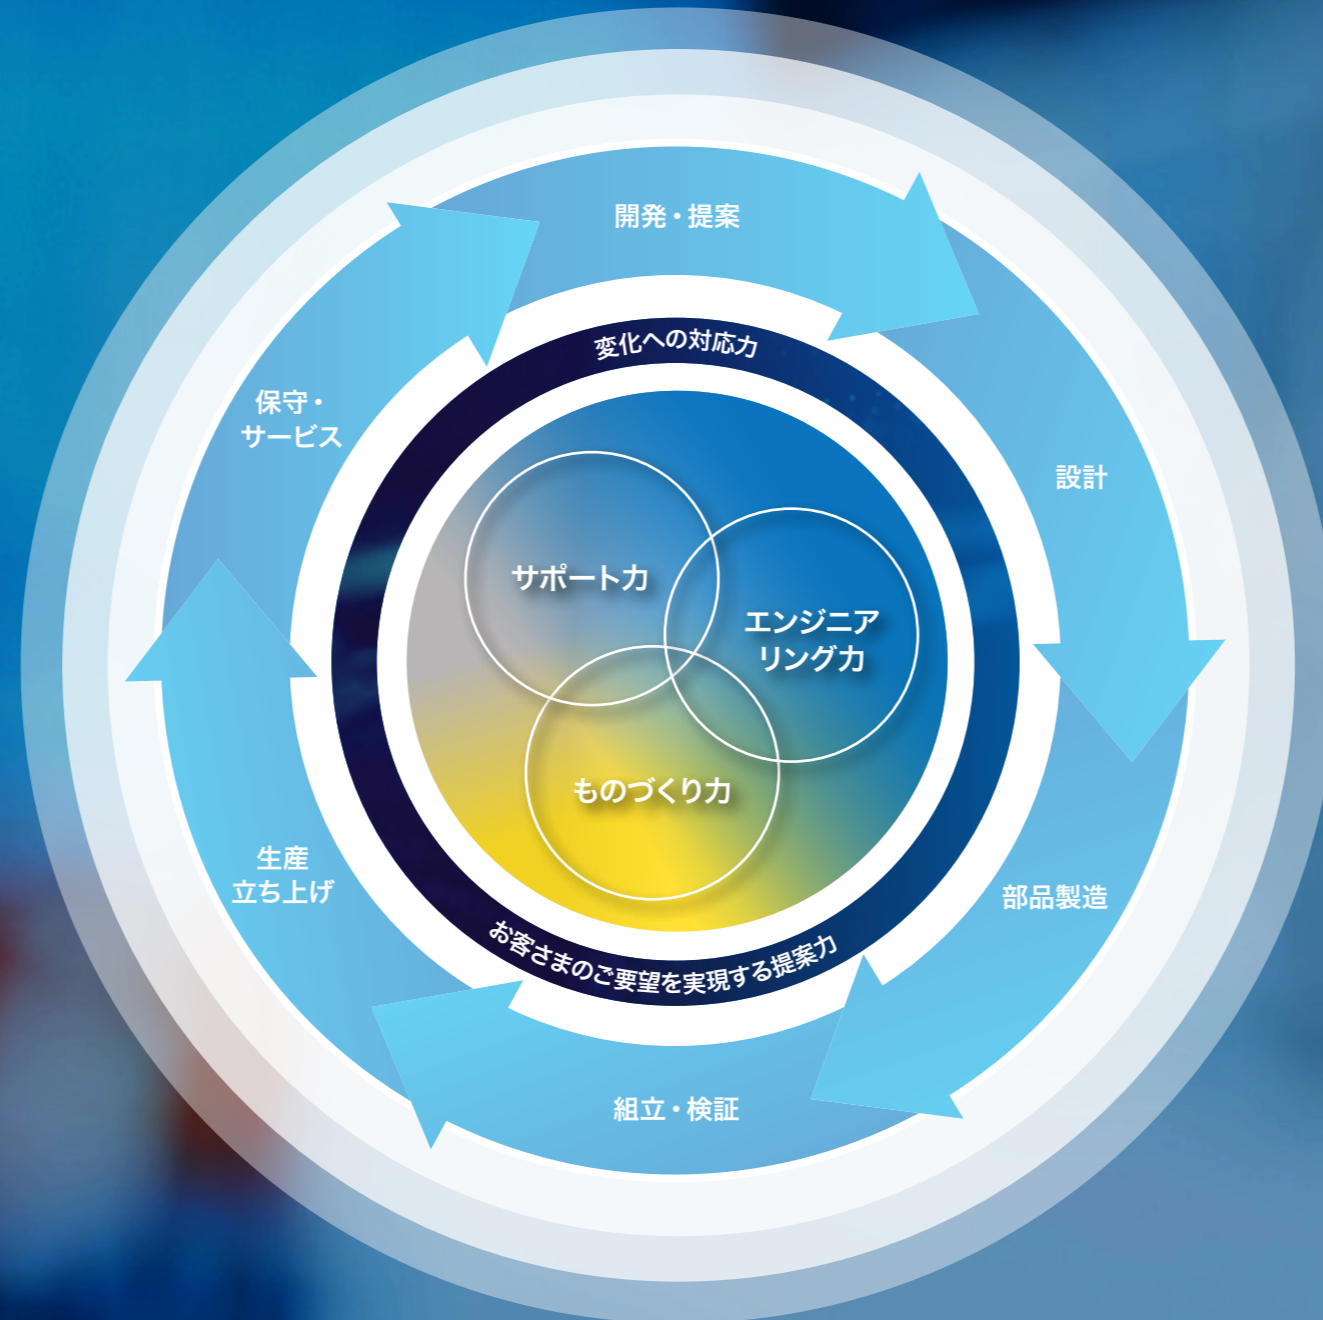 開発・提案
設計
部品製造
組立・検証
生産
立ち上げ
保守・
サービス
変化への対応力
お客さまのご要望を実現する提案力
サポート力
エンジニア
リング力
ものづくり力